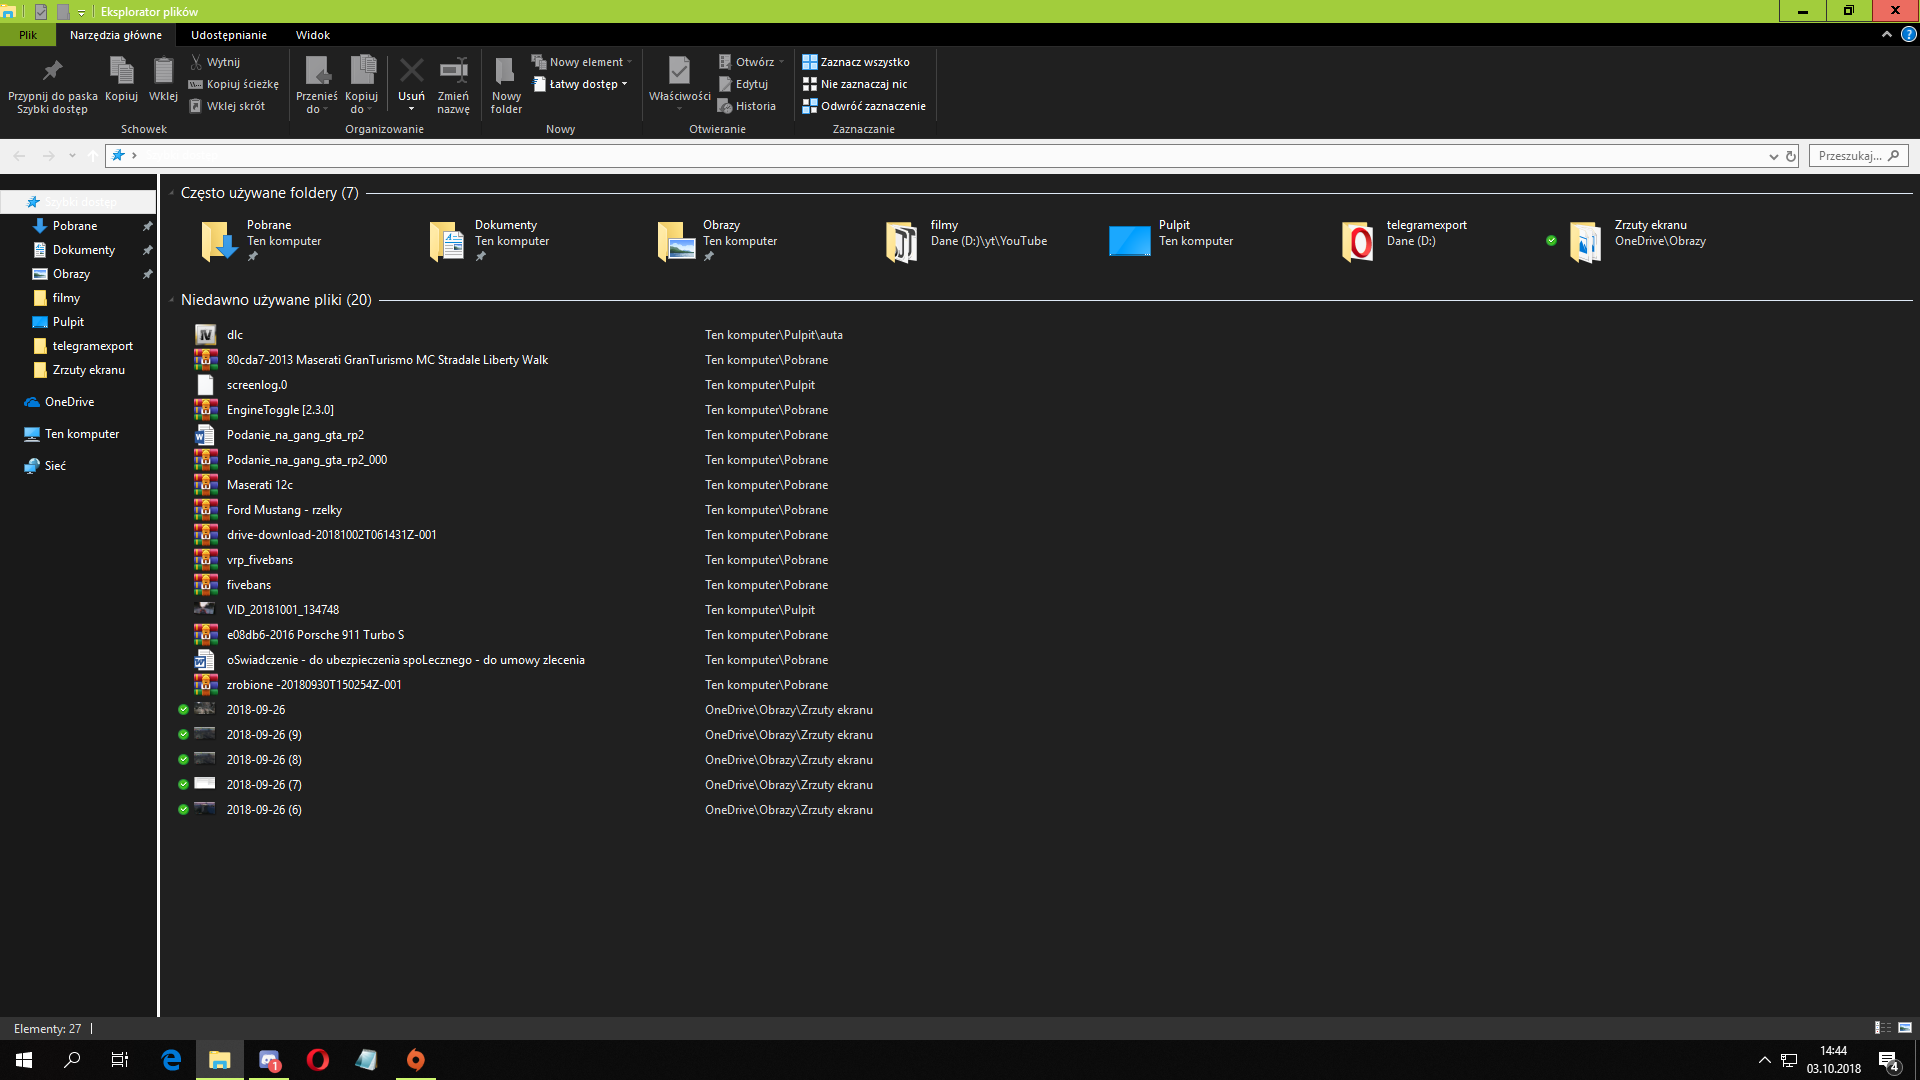 Eksplorator plików
Plik Narzędzia główne Udostępnianie Widok
Przypnij do paska Szybki dostęp
Kopiuj
Wklej
Wytnij
Kopiuj ścieżkę
Wklej skrót
Schowek
Przenieś do
Kopiuj do
Usuń
Zmień nazwę
Organizowanie
Nowy folder
Nowy element
Łatwy dostęp
Nowy
Właściwości
Otwórz
Edytuj
Historia
Otwieranie
Zaznacz wszystko
Nie zaznaczaj nic
Odwróć zaznaczenie
Zaznaczanie
Przeszukaj...
Szybki dostęp
Pobrane
Dokumenty
Obrazy
filmy
Pulpit
telegramexport
Zrzuty ekranu
OneDrive
Ten komputer
Sieć
Często używane foldery (7)
Pobrane
Ten komputer
Dokumenty
Ten komputer
Obrazy
Ten komputer
filmy
Dane (D:)\yt\YouTube
Pulpit
Ten komputer
telegramexport
Dane (D:)
Zrzuty ekranu
OneDrive\Obrazy
Niedawno używane pliki (20)
dlc Ten komputer\Pulpit\auta
80cda7-2013 Maserati GranTurismo MC Stradale Liberty Walk Ten komputer\Pobrane
screenlog.0 Ten komputer\Pulpit
EngineToggle [2.3.0] Ten komputer\Pobrane
Podanie_na_gang_gta_rp2 Ten komputer\Pobrane
Podanie_na_gang_gta_rp2_000 Ten komputer\Pobrane
Maserati 12c Ten komputer\Pobrane
Ford Mustang - rzelky Ten komputer\Pobrane
drive-download-20181002T061431Z-001 Ten komputer\Pobrane
vrp_fivebans Ten komputer\Pobrane
fivebans Ten komputer\Pobrane
VID_20181001_134748 Ten komputer\Pulpit
e08db6-2016 Porsche 911 Turbo S Ten komputer\Pobrane
oSwiadczenie - do ubezpieczenia spoLecznego - do umowy zlecenia Ten komputer\Pobrane
zrobione -20180930T150254Z-001 Ten komputer\Pobrane
2018-09-26 OneDrive\Obrazy\Zrzuty ekranu
2018-09-26 (9) OneDrive\Obrazy\Zrzuty ekranu
2018-09-26 (8) OneDrive\Obrazy\Zrzuty ekranu
2018-09-26 (7) OneDrive\Obrazy\Zrzuty ekranu
2018-09-26 (6) OneDrive\Obrazy\Zrzuty ekranu
Elementy: 27
1
14:44
03.10.2018
4